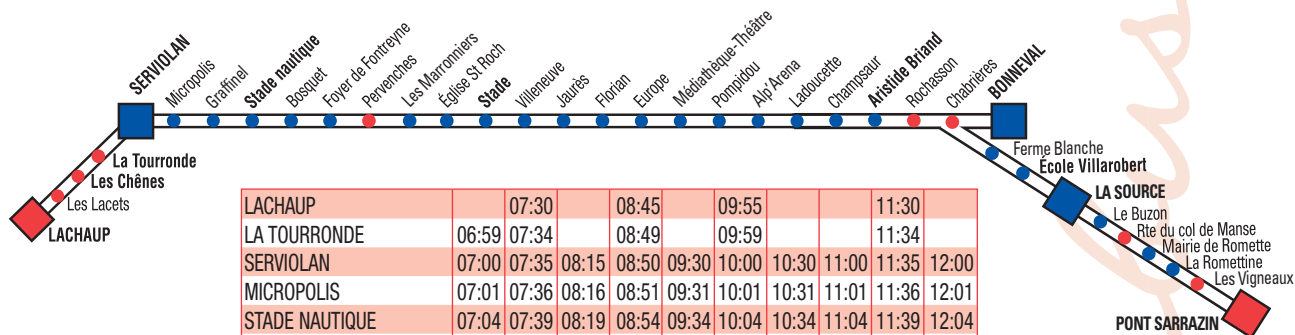 SERVIOLAN
Micropolis
Graffinel
Stade nautique
Bosquet
Foyer de Fontreyne
Pervenches
Les Marronniers
Église St Roch
Stade
Villeneuve
Jaurès
Florian
Europe
Médiathèque-Théâtre
Pompidou
Alp'Arena
Ladoucette
Champsaur
Aristide Briand
Rochasson
Chabrières
BONNEVAL
La Tourronde
Les Chênes
Les Lacets
LACHAUP
Ferme Blanche
École Villarobert
LA SOURCE
Le Buzon
Rte du col de Manse
Mairie de Romette
La Romettine
Les Vigneaux
PONT SARRAZIN
LACHAUP 07:30 08:45 09:55 11:30
LA TOURRONDE 06:59 07:34 08:49 09:59 11:34
SERVIOLAN 07:00 07:35 08:15 08:50 09:30 10:00 10:30 11:00 11:35 12:00
MICROPOLIS 07:01 07:36 08:16 08:51 09:31 10:01 10:31 11:01 11:36 12:01
STADE NAUTIQUE 07:04 07:39 08:19 08:54 09:34 10:04 10:34 11:04 11:39 12:04